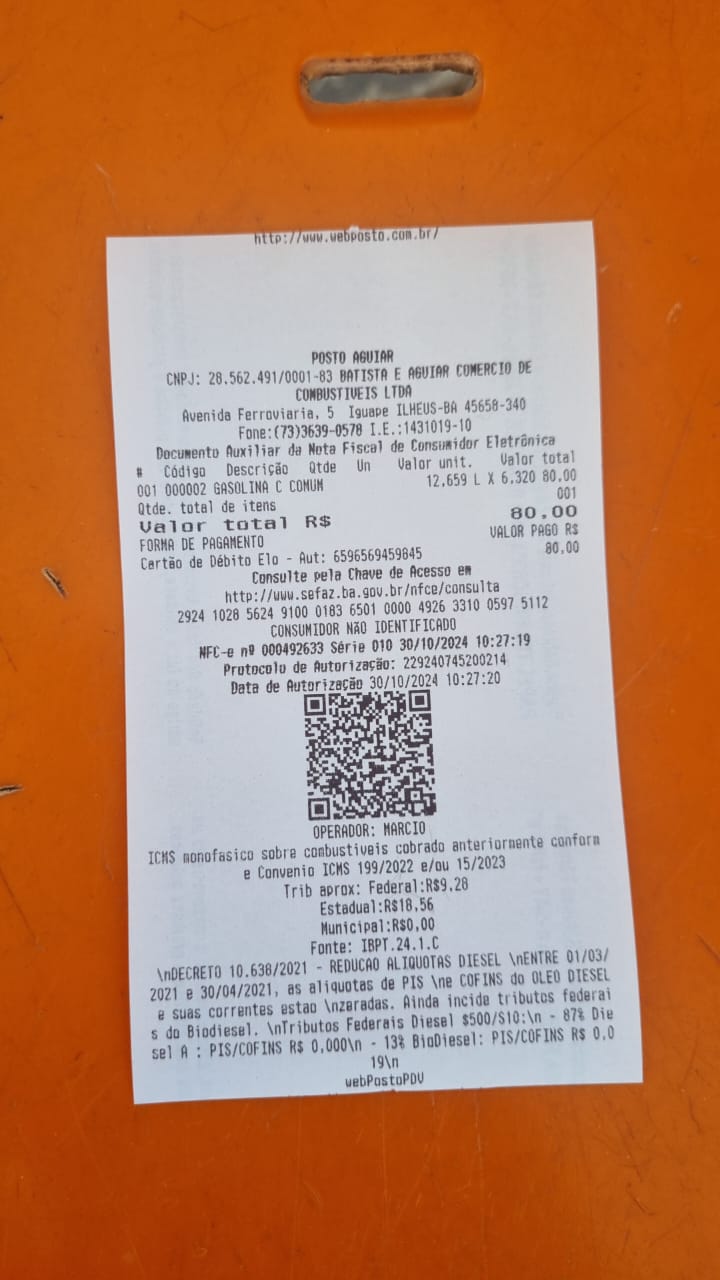 http://www.webposto.com.br/
POSTO AGUIAR
CNPJ: 28.562.491/0001-83 BATISTA E AGUIAR COMERCIO DE
COMBUSTIVEIS LTDA
Avenida Ferroviaria, 5 Iguape ILHEUS-BA 45658-340
Fone:(73)3639-0578 I.E.:1431019-10
Documento Auxiliar da Nota Fiscal de Consumidor Eletrônica
# Código Descrição Qtde Un Valor unit. Valor total
001 000002 GASOLINA C COMUM 12,659 L X 6,320 80,00
Qtde. total de itens 001
Valor total R$ 80,00
FORMA DE PAGAMENTO VALOR PAGO R$
Cartão de Débito Elo - Aut: 6596569459845 80,00
Consulte pela Chave de Acesso em
http://www.sefaz.ba.gov.br/nfce/consulta
2924 1028 5624 9100 0183 6501 0000 4926 3310 0597 5112
CONSUMIDOR NÃO IDENTIFICADO
NFC-e nº 000492633 Série 010 30/10/2024 10:27:19
Protocolo de Autorização: 229240745200214
Data de Autorização 30/10/2024 10:27:20
OPERADOR: MARCIO
ICMS monofasico sobre combustiveis cobrado anteriormente conform
e Convenio ICMS 199/2022 e/ou 15/2023
Trib aprox: Federal:R$9,28
Estadual:R$18,56
Municipal:R$0,00
Fonte: IBPT.24.1.C
\nDECRETO 10.638/2021 - REDUCAO ALIQUOTAS DIESEL \nENTRE 01/03/
2021 e 30/04/2021, as aliquotas de PIS \ne COFINS do OLEO DIESEL
e suas correntes estao \nzeradas. Ainda incide tributos federai
s do Biodiesel. \nTributos Federais Diesel S500/S10:\n - 87% Die
sel A : PIS/COFINS R$ 0,000\n - 13% BioDiesel: PIS/COFINS R$ 0,0
19\n
webPostoPDV